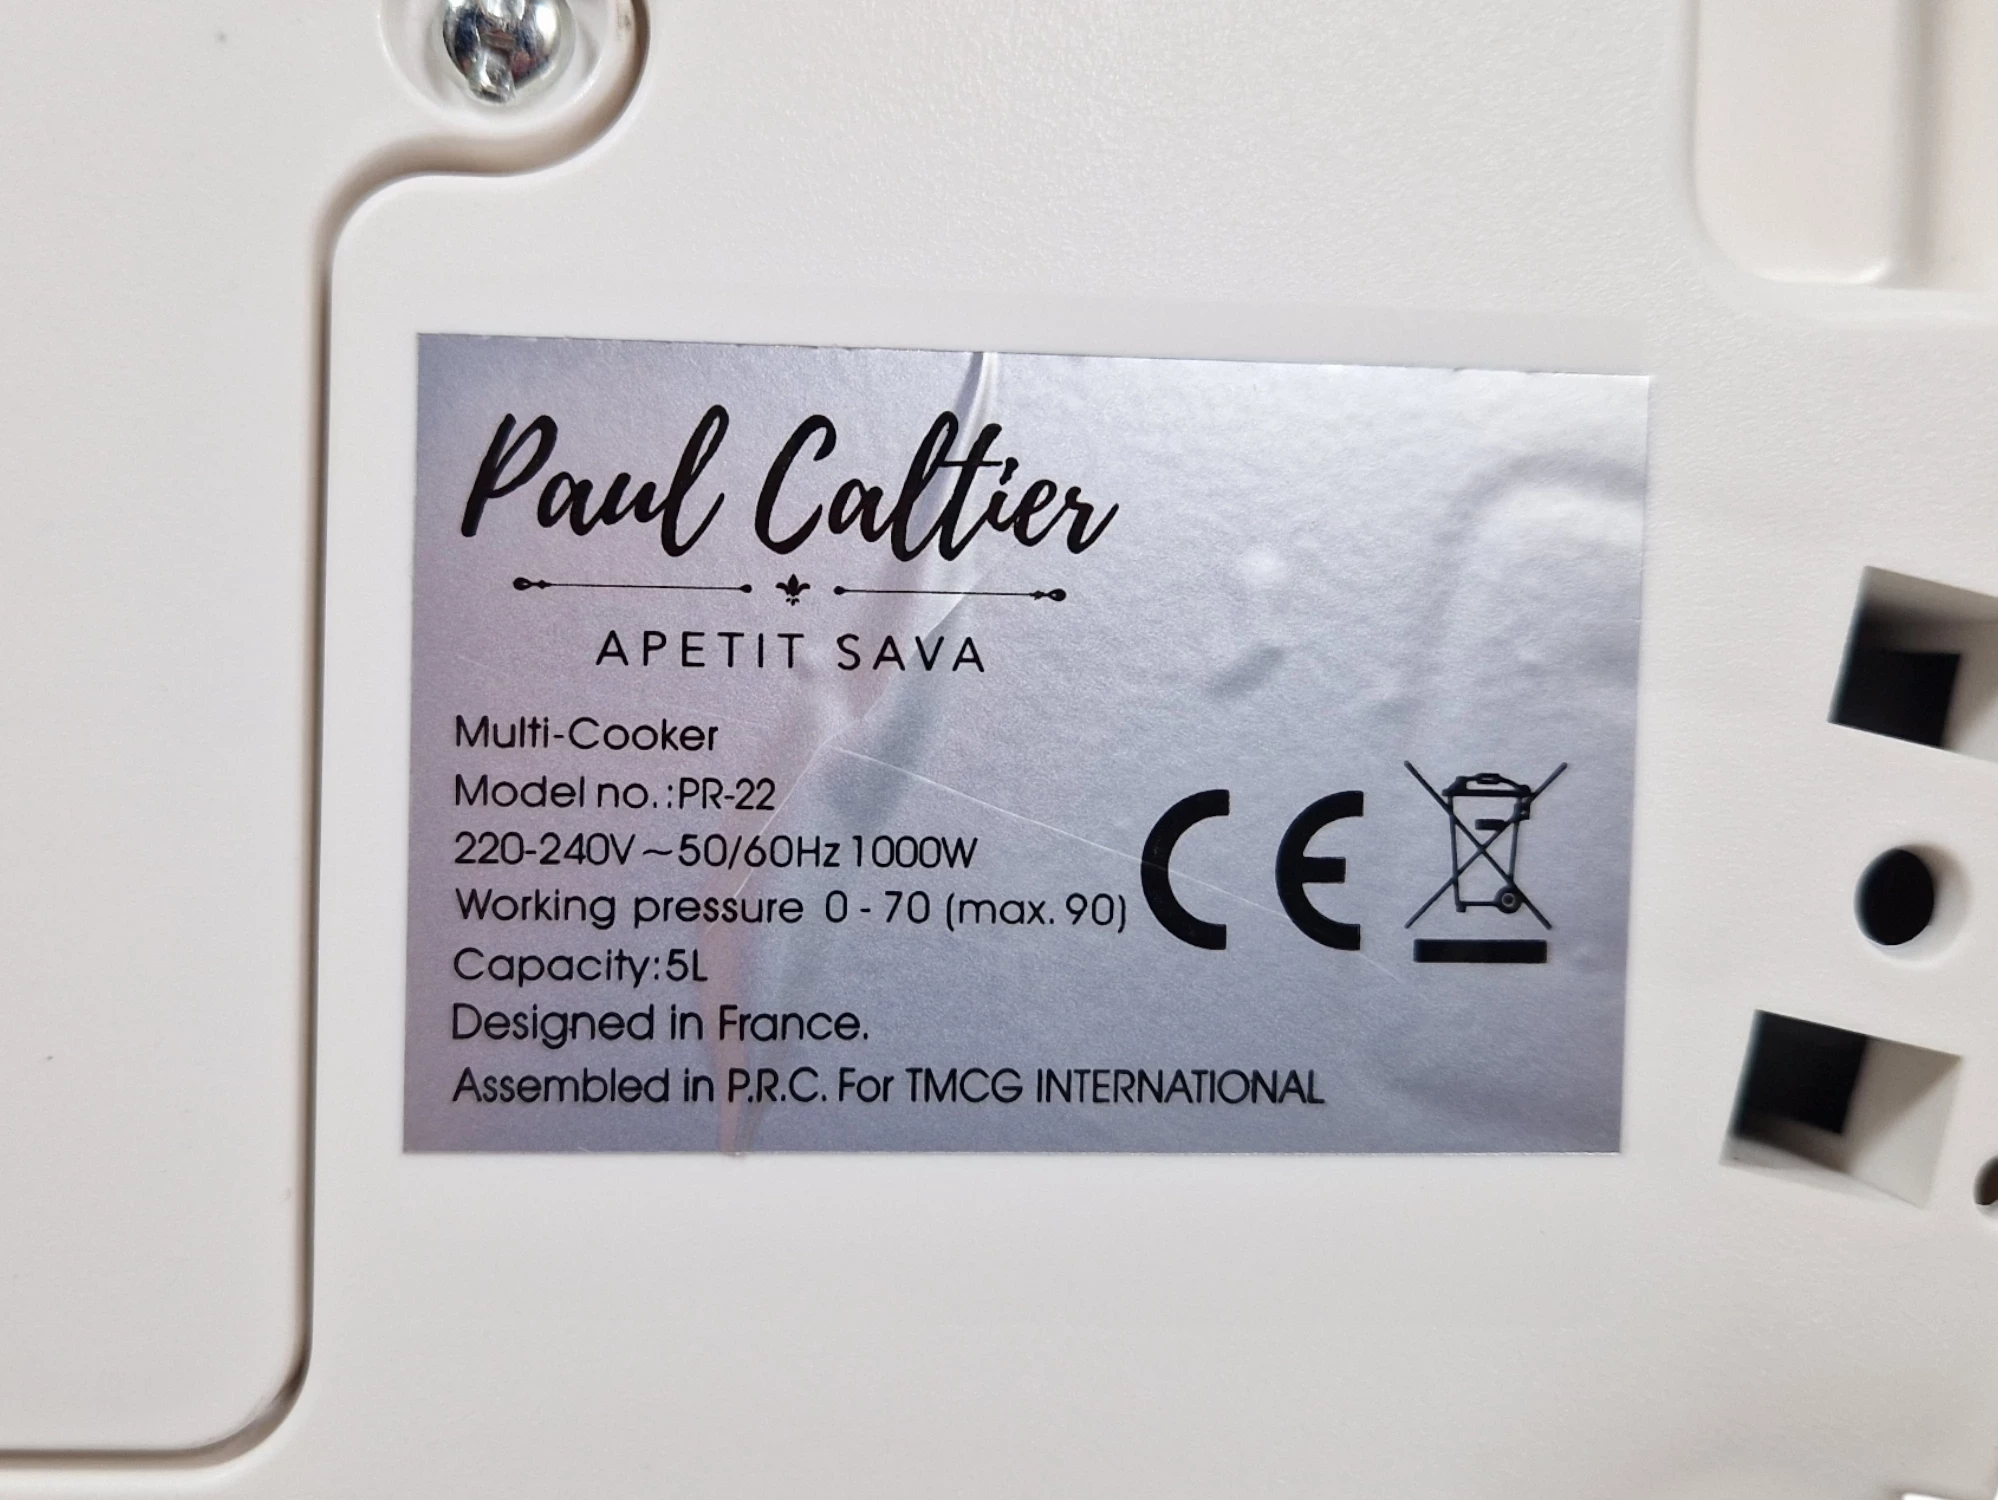 Paul Caltier
APETIT SAVA
Multi-Cooker
Model no.:PR-22
220-240V~50/60Hz 1000W
Working pressure 0 - 70 (max. 90)
Capacity:5L
Designed in France.
Assembled in P.R.C. For TMCG INTERNATIONAL
CE